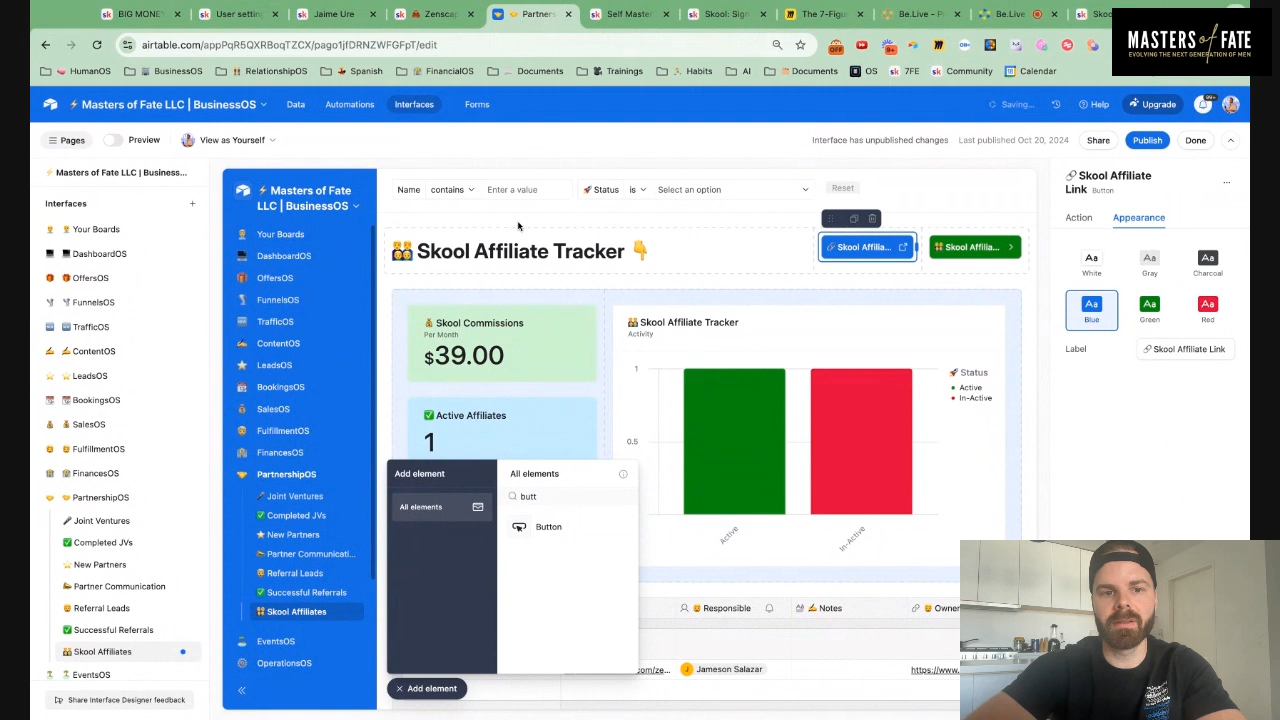 BIG MONEY
User setting
Jaime Ure
Home
Zenscap
Partners
Self Master
Skool: Sign
The 7-Figur
Be.Live - P
Be.Live
airtable.com/appPqR5QXRBoqTZCX/pago1jfDRNZWFGFpT/edit
OFF
MASTERS of FATE
EVOLVING THE NEXT GENERATION OF MEN
HumanOS
BusinessOS
RelationshipOS
Spanish
FinancialOS
Documents
Trainings
Habits
AI
Documents
OS
7FE
Community
Calendar
Masters of Fate LLC | BusinessOS
Data
Automations
Interfaces
Forms
Saving...
Help
Upgrade
99+
Pages
Preview
View as Yourself
Interface has unpublished changes
Last published Oct 20, 2024
Share
Publish
Done
⚡ Masters of Fate LLC | Business...
Interfaces
Your Boards
DashboardOS
OffersOS
FunnelsOS
TrafficOS
ContentOS
LeadsOS
BookingsOS
SalesOS
FulfillmentOS
FinancesOS
PartnershipOS
Joint Ventures
Completed JVs
New Partners
Partner Communication
Referral Leads
Successful Referrals
Skool Affiliates
EventsOS
Share Interface Designer feedback
⚡ Masters of Fate
LLC | BusinessOS
Your Boards
DashboardOS
OffersOS
FunnelsOS
TrafficOS
ContentOS
LeadsOS
BookingsOS
SalesOS
FulfillmentOS
FinancesOS
PartnershipOS
Joint Ventures
Completed JVs
New Partners
Partner Communicati...
Referral Leads
Successful Referrals
Skool Affiliates
EventsOS
OperationsOS
Name
contains
Enter a value
Status
is
Select an option
Reset
Skool Affiliate Tracker
Skool Affilia...
Skool Affilia...
Skool Commissions
Per Month
$39.00
Active Affiliates
1
Skool Affiliate Tracker
Activity
1
0.5
Active
In-Active
Status
Active
In-Active
Add element
All elements
All elements
butt
Button
Add element
Responsible
Notes
Owner
com/ze...
Jameson Salazar
https://www.
Skool Affiliate
Link Button
...
Action
Appearance
Aa
Aa
Aa
White
Gray
Charcoal
Aa
Aa
Aa
Blue
Green
Red
Label
Skool Affiliate Link